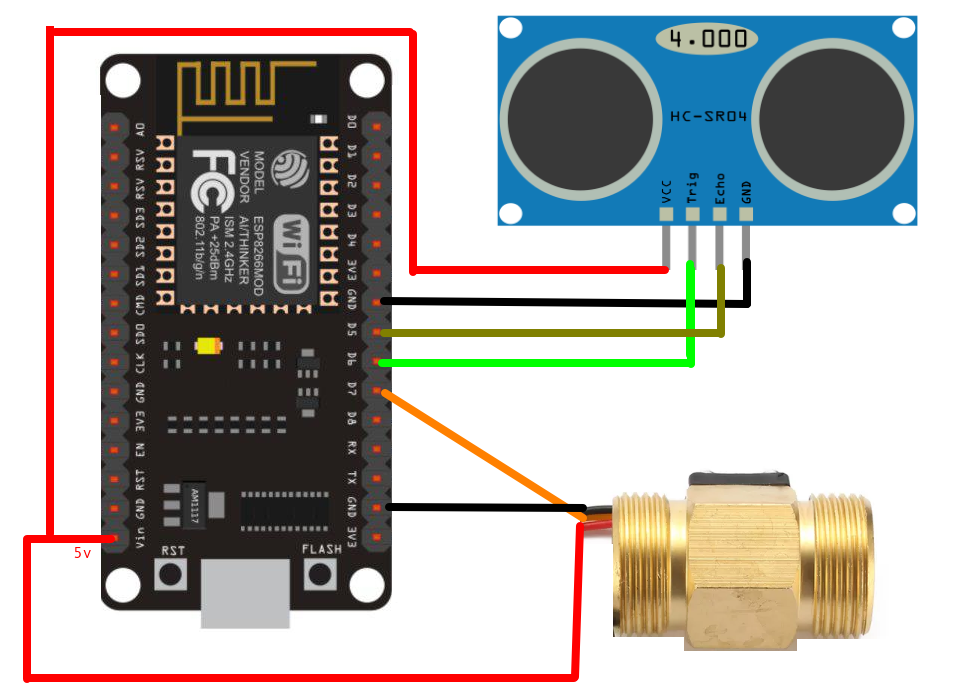 4.000
HC-SR04
VCC
Trig
Echo
GND
A0
RSV
RSV
SD3
SD2
SD1
CMD
SD0
CLK
GND
3V3
EN
RST
GND
Vin
D0
D1
D2
D3
D4
3V3
GND
D5
D6
D7
D8
RX
TX
GND
3V3
MODEL
VENDOR
ESP8266MOD
AI/THINKER
ISM 2.4GHz
PA +25dBm
802.11b/g/n
FC
Wi Fi
AM1117
RST
FLASH
5v